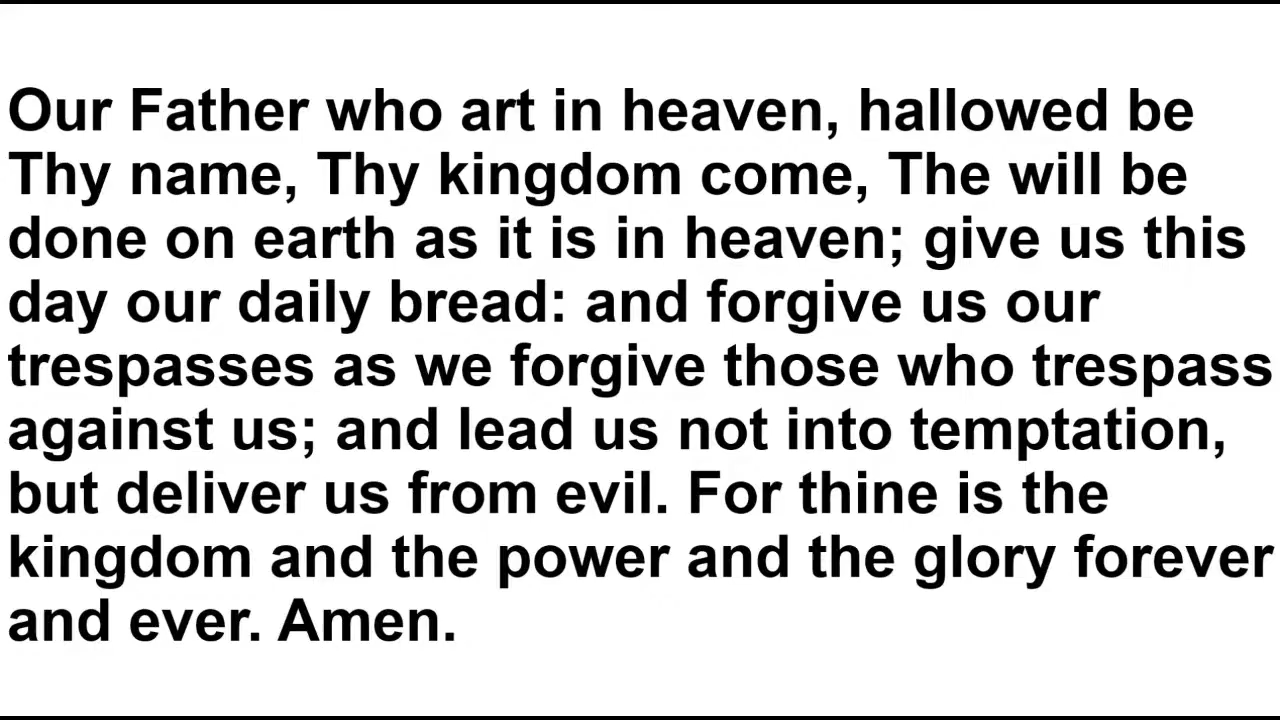 Our Father who art in heaven, hallowed be
Thy name, Thy kingdom come, The will be
done on earth as it is in heaven; give us this
day our daily bread: and forgive us our
trespasses as we forgive those who trespass
against us; and lead us not into temptation,
but deliver us from evil. For thine is the
kingdom and the power and the glory forever
and ever. Amen.